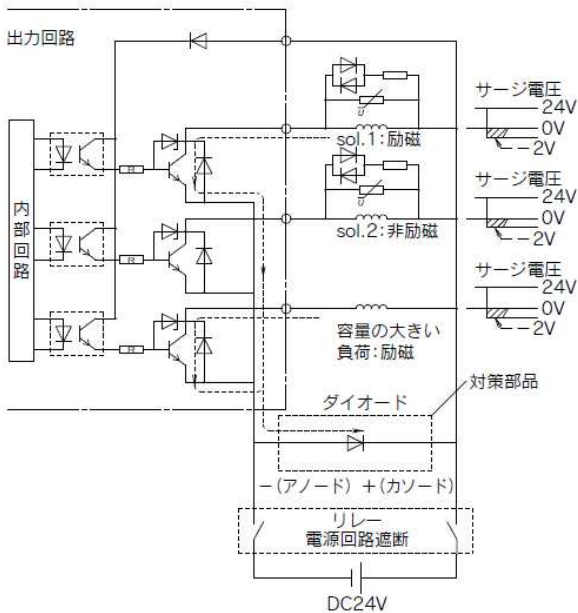 出力回路
サージ電圧
24V
0V
−2V
U
sol.1:励磁
R
サージ電圧
24V
0V
−2V
U
sol.2:非励磁
内部回路
R
サージ電圧
24V
0V
−2V
容量の大きい
負荷:励磁
R
対策部品
ダイオード
−(アノード) +(カソード)
リレー
電源回路遮断
DC24V